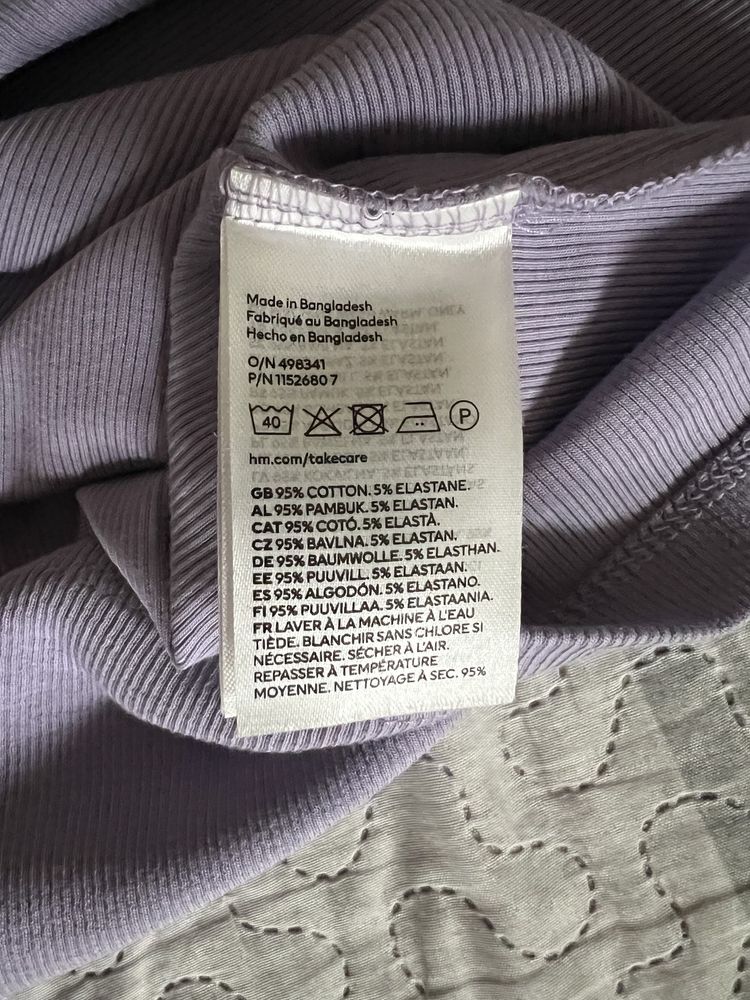 Made in Bangladesh
Fabriqué au Bangladesh
Hecho en Bangladesh
O/N 498341
P/N 1152680 7
40 P
hm.com/takecare
GB 95% COTTON. 5% ELASTANE.
AL 95% PAMBUK. 5% ELASTAN.
CAT 95% COTÓ. 5% ELASTÀ.
CZ 95% BAVLNA. 5% ELASTAN.
DE 95% BAUMWOLLE. 5% ELASTHAN.
EE 95% PUUVILL. 5% ELASTAAN.
ES 95% ALGODÓN. 5% ELASTANO.
FI 95% PUUVILLAA. 5% ELASTAANIA.
FR LAVER À LA MACHINE À L'EAU
TIÈDE. BLANCHIR SANS CHLORE SI
NÉCESSAIRE. SÉCHER À L'AIR.
REPASSER À TEMPÉRATURE
MOYENNE. NETTOYAGE À SEC. 95%